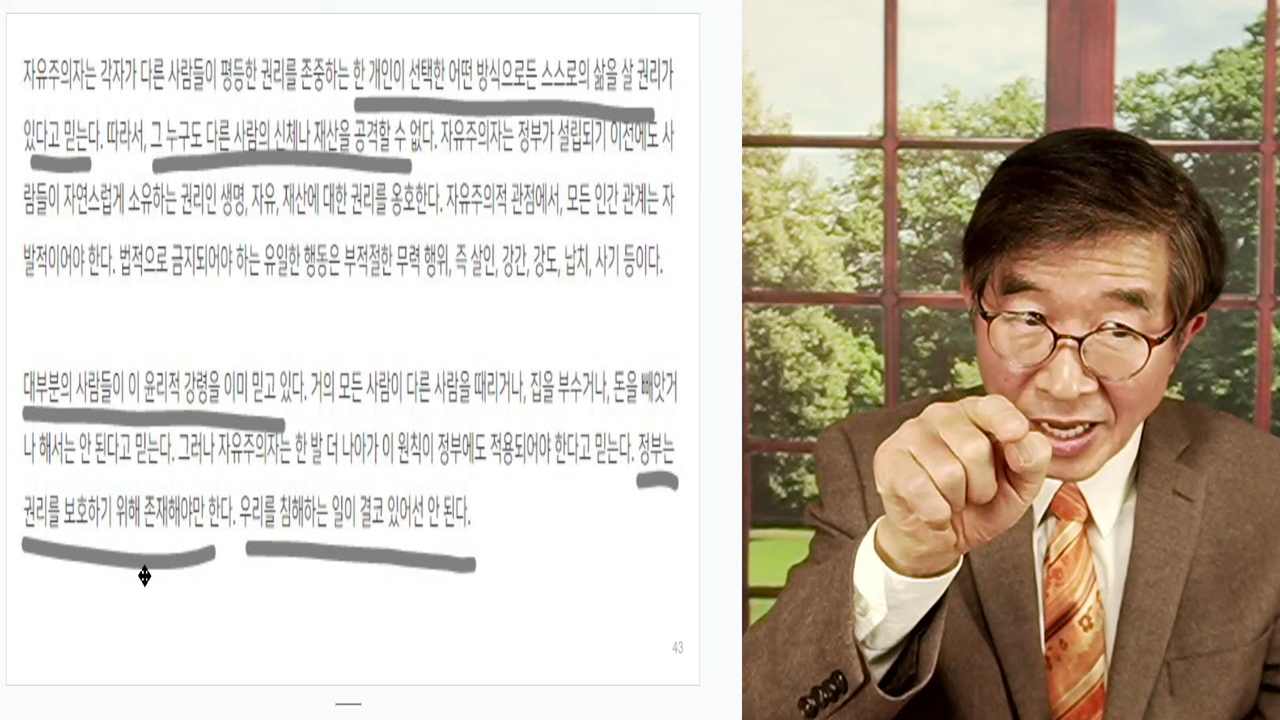 자유주의자는 각자가 다른 사람들이 평등한 권리를 존중하는 한 개인이 선택한 어떤 방식으로든 스스로의 삶을 살 권리가
있다고 믿는다. 따라서, 그 누구도 다른 사람의 신체나 재산을 공격할 수 없다. 자유주의자는 정부가 설립되기 이전에도 사
람들이 자연스럽게 소유하는 권리인 생명, 자유, 재산에 대한 권리를 옹호한다. 자유주의적 관점에서, 모든 인간 관계는 자
발적이어야 한다. 법적으로 금지되어야 하는 유일한 행동은 부적절한 무력 행위, 즉 살인, 강간, 강도, 납치, 사기 등이다.
대부분의 사람들이 이 윤리적 강령을 이미 믿고 있다. 거의 모든 사람이 다른 사람을 때리거나, 집을 부수거나, 돈을 빼앗거
나 해서는 안 된다고 믿는다. 그러나 자유주의자는 한 발 더 나아가 이 원칙이 정부에도 적용되어야 한다고 믿는다. 정부는
권리를 보호하기 위해 존재해야만 한다. 우리를 침해하는 일이 결코 있어선 안 된다.
43